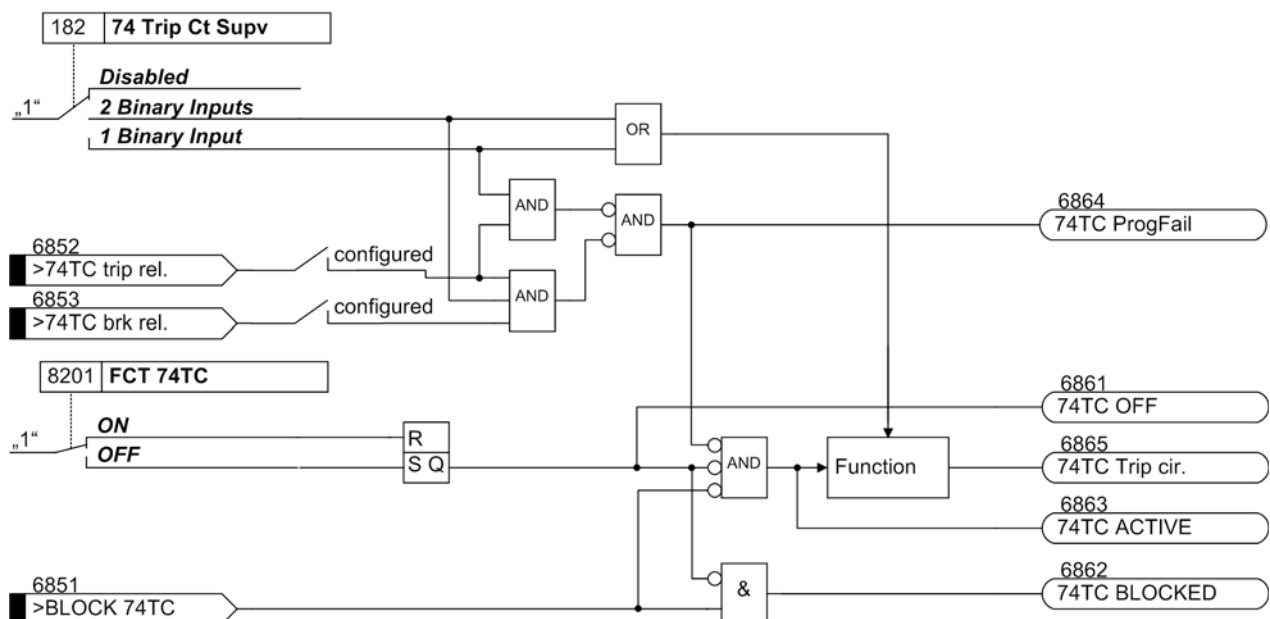 182 74 Trip Ct Supv
Disabled
„1“ 2 Binary Inputs
1 Binary Input
OR
AND
AND
6864
74TC ProgFail
6852
>74TC trip rel.
configured
AND
6853
>74TC brk rel.
configured
8201 FCT 74TC
6861
74TC OFF
„1“ ON
OFF
R
S Q
AND
Function
6865
74TC Trip cir.
6863
74TC ACTIVE
6851
>BLOCK 74TC
&
6862
74TC BLOCKED